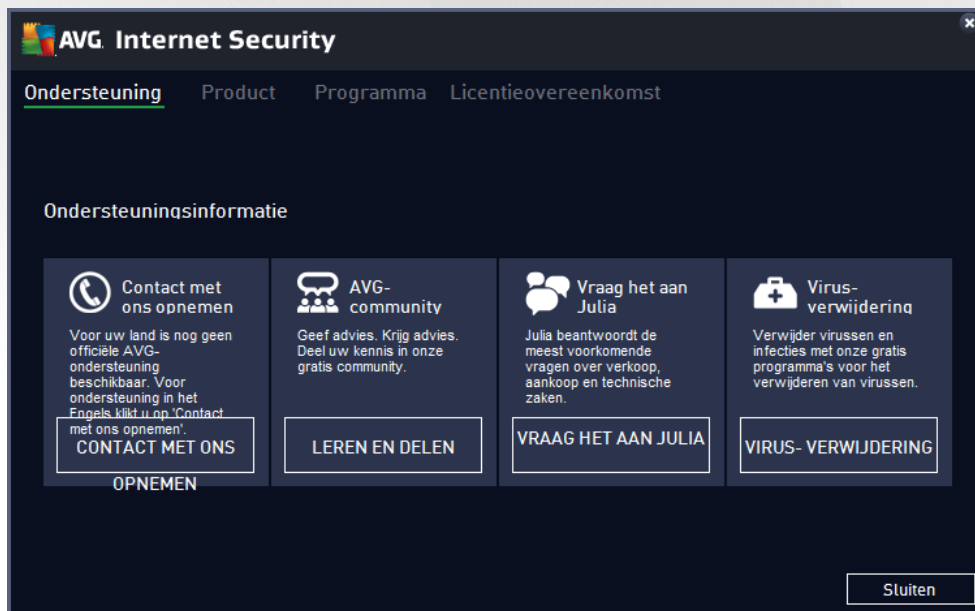 AVG. Internet Security
Ondersteuning Product Programma Licentieovereenkomst
Ondersteuningsinformatie
Contact met
ons opnemen
Voor uw land is nog geen
officiële AVG-
ondersteuning
beschikbaar. Voor
ondersteuning in het
Engels klikt u op 'Contact
met ons opnemen'.
CONTACT MET ONS
OPNEMEN
AVG-
community
Geef advies. Krijg advies.
Deel uw kennis in onze
gratis community.
LEREN EN DELEN
Vraag het aan
Julia
Julia beantwoordt de
meest voorkomende
vragen over verkoop,
aankoop en technische
zaken.
VRAAG HET AAN JULIA
Virus-
verwijdering
Verwijder virussen en
infecties met onze gratis
programma's voor het
verwijderen van virussen.
VIRUS- VERWIJDERING
Sluiten